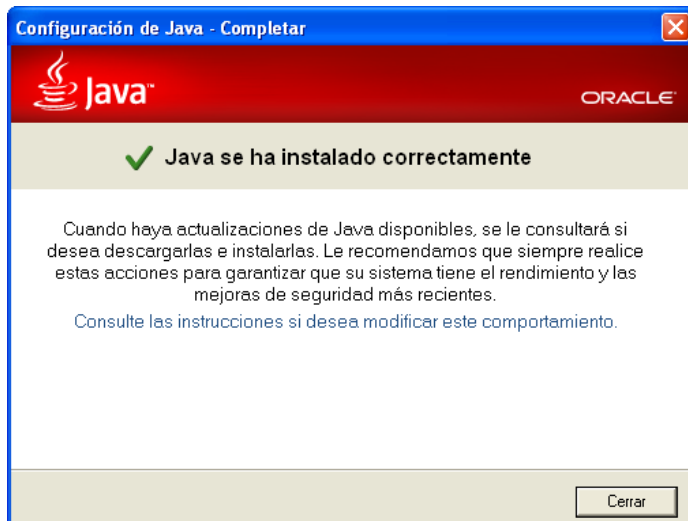 Configuración de Java - Completar
Java™
ORACLE®
Java se ha instalado correctamente
Cuando haya actualizaciones de Java disponibles, se le consultará si
desea descargarlas e instalarlas. Le recomendamos que siempre realice
estas acciones para garantizar que su sistema tiene el rendimiento y las
mejoras de seguridad más recientes.
Consulte las instrucciones si desea modificar este comportamiento.
Cerrar